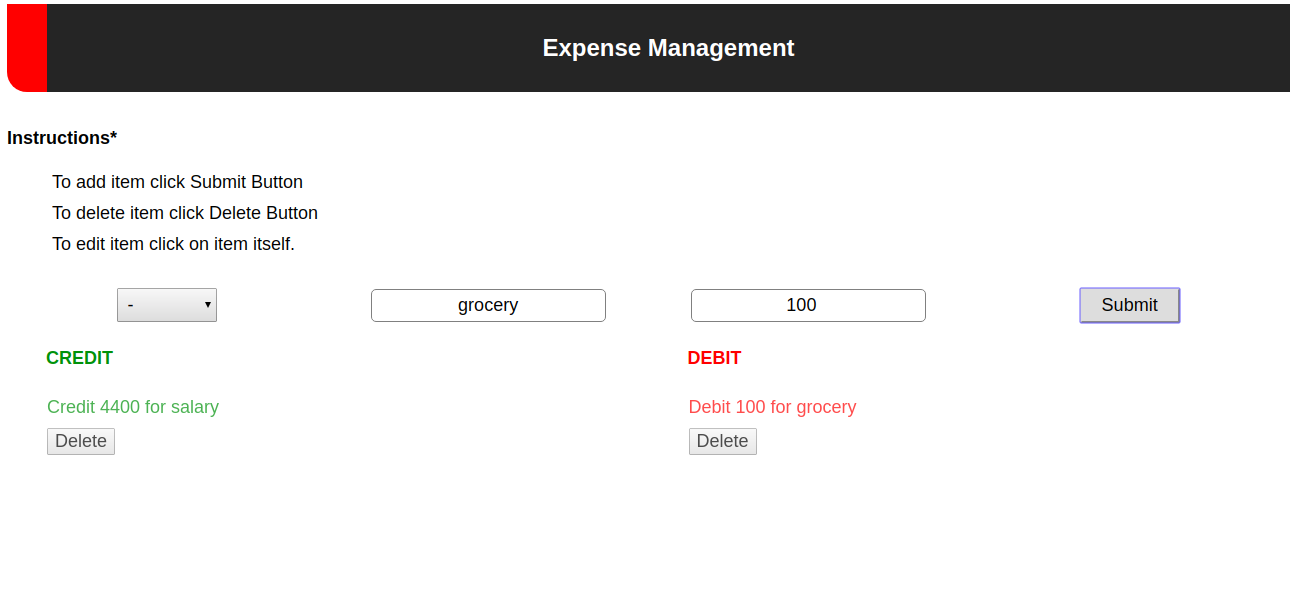 Expense Management
Instructions*
To add item click Submit Button
To delete item click Delete Button
To edit item click on item itself.
- grocery 100 Submit
CREDIT DEBIT
Credit 4400 for salary Debit 100 for grocery
Delete Delete